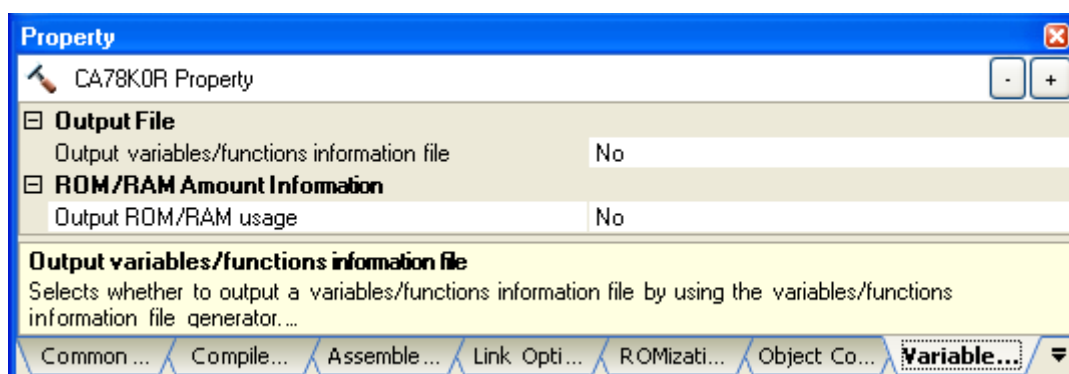 Property
CA78K0R Property
- +
Output File
Output variables/functions information file No
ROM/RAM Amount Information
Output ROM/RAM usage No
Output variables/functions information file
Selects whether to output a variables/functions information file by using the variables/functions
information file generator....
Common ... Compile... Assemble... Link Opti... ROMizati... Object Co... Variable...